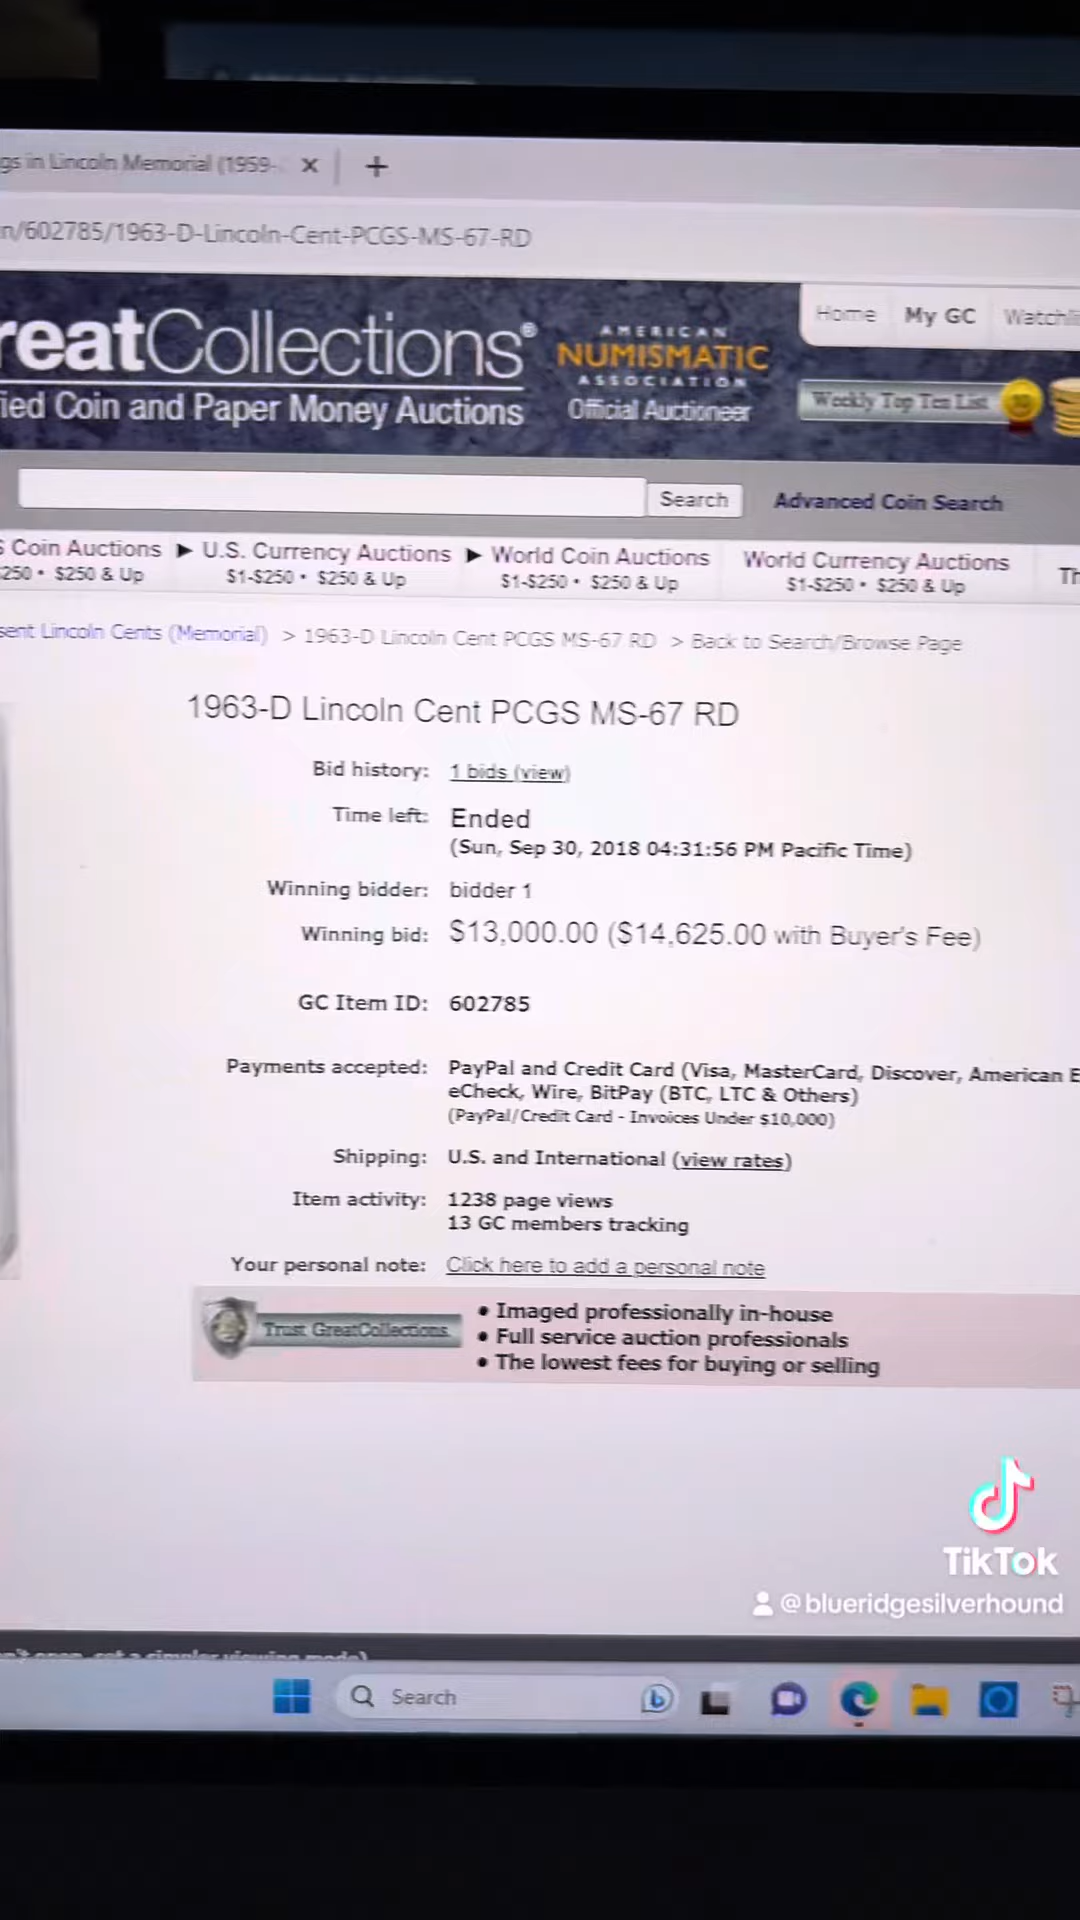 gs in Lincoln Memorial (1959-
n/602785/1963-D-Lincoln-Cent-PCGS-MS-67-RD
reatCollections®
ied Coin and Paper Money Auctions
AMERICAN
NUMISMATIC
ASSOCIATION
Official Auctioneer
Home My GC Watchli
Weekly Top Ten List
Search Advanced Coin Search
S Coin Auctions ▶ U.S. Currency Auctions ▶ World Coin Auctions World Currency Auctions Th
250 • $250 & Up $1-$250 • $250 & Up $1-$250 • $250 & Up $1-$250 • $250 & Up
sent Lincoln Cents (Memorial) > 1963-D Lincoln Cent PCGS MS-67 RD > Back to Search/Browse Page
1963-D Lincoln Cent PCGS MS-67 RD
Bid history: 1 bids (view)
Time left: Ended
(Sun, Sep 30, 2018 04:31:56 PM Pacific Time)
Winning bidder: bidder 1
Winning bid: $13,000.00 ($14,625.00 with Buyer's Fee)
GC Item ID: 602785
Payments accepted: PayPal and Credit Card (Visa, MasterCard, Discover, American E
eCheck, Wire, BitPay (BTC, LTC & Others)
(PayPal/Credit Card - Invoices Under $10,000)
Shipping: U.S. and International (view rates)
Item activity: 1238 page views
13 GC members tracking
Your personal note: Click here to add a personal note
Trust GreatCollections.
• Imaged professionally in-house
• Full service auction professionals
• The lowest fees for buying or selling
TikTok
@blueridgesilverhound
Search